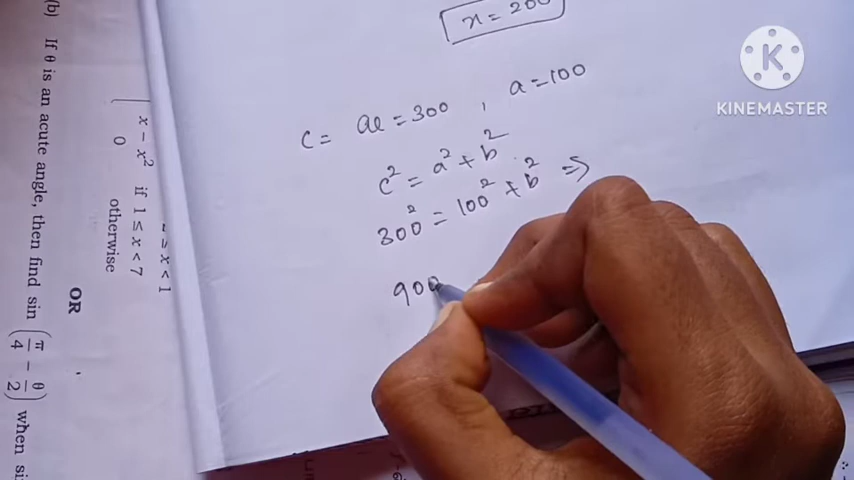 x = 200
c = ae = 300 , a = 100
c² = a² + b²
300² = 100² + b² ⇒
900
K
KINEMASTER
x - x² if 1 ≤ x < 7
0 otherwise
OR
(b) If θ is an acute angle, then find sin (π/4 - θ/2) when